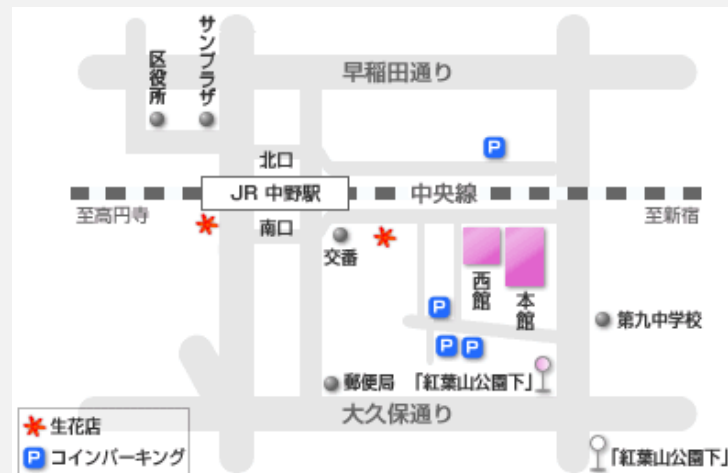 サンプラザ
区役所
早稲田通り
北口
JR 中野駅
中央線
至高円寺
至新宿
南口
交番
西館
本館
P
P
P
P
第九中学校
郵便局
「紅葉山公園下」
大久保通り
生花店
P コインパーキング
「紅葉山公園下」